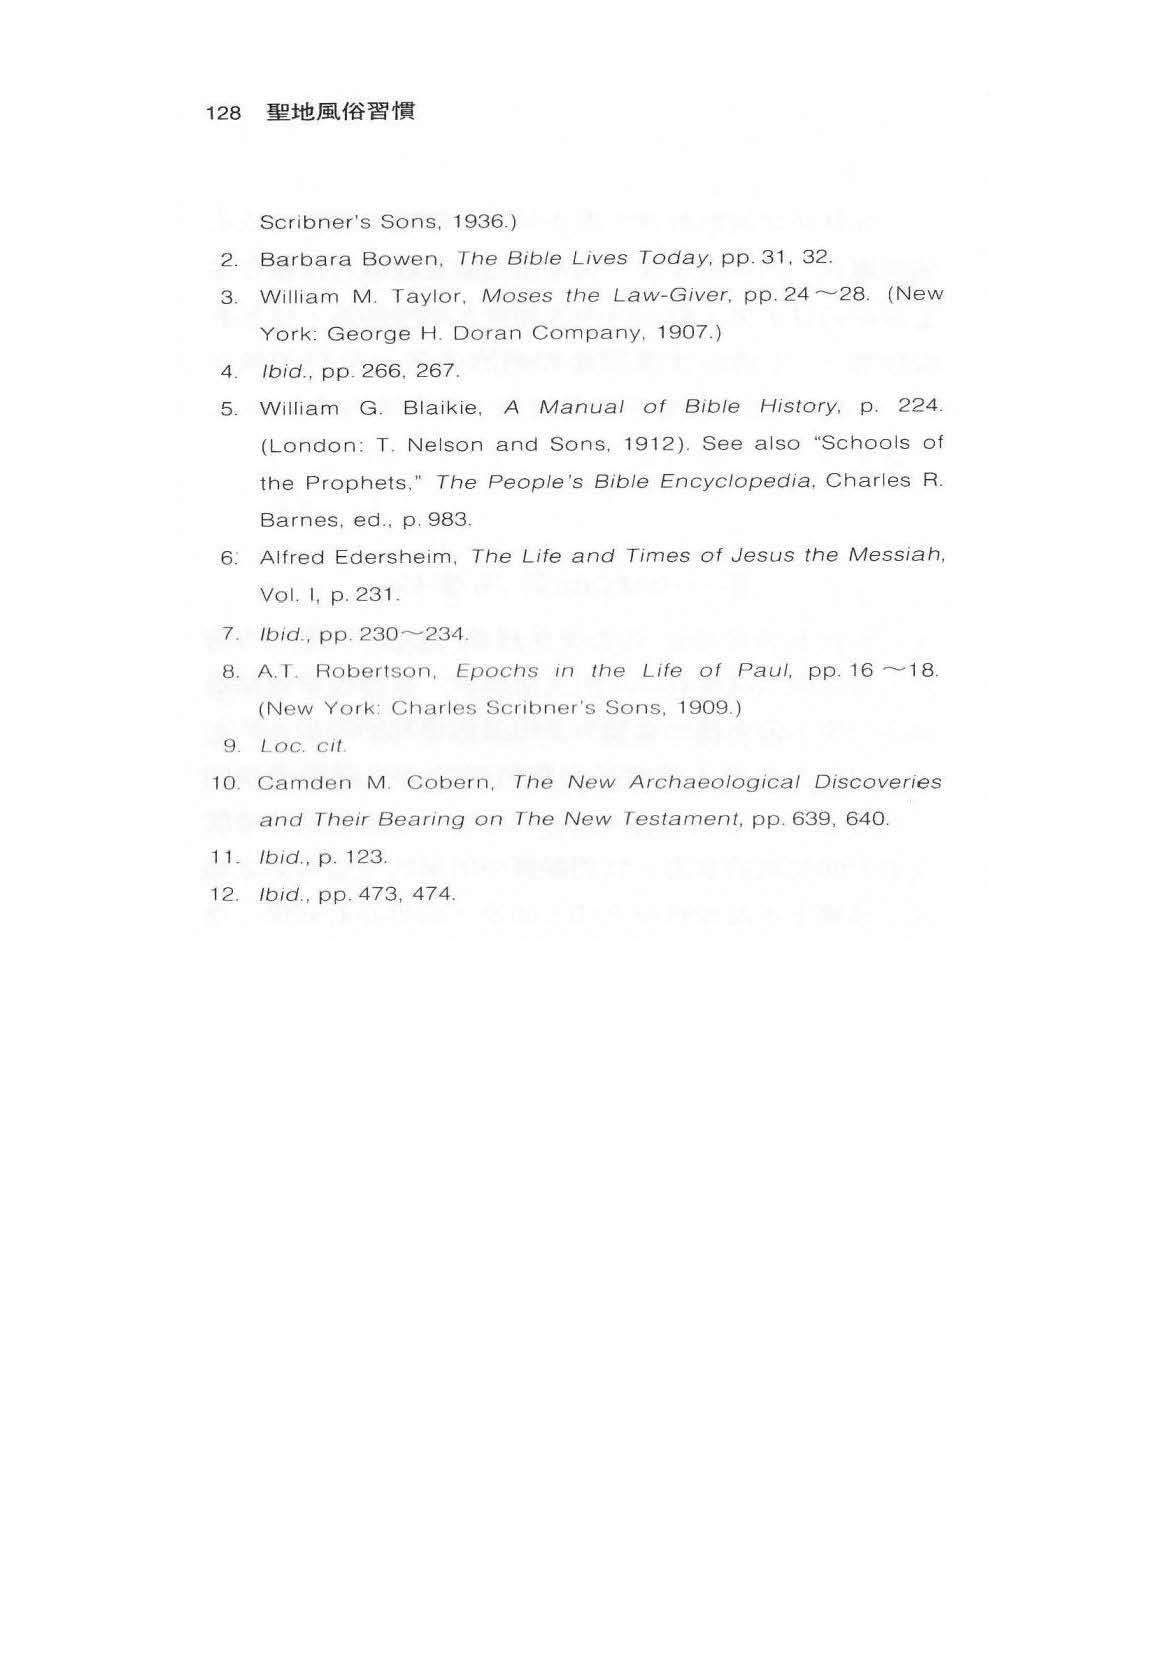 128 聖地風俗習慣
Scribner's Sons, 1936.)
2. Barbara Bowen, The Bible Lives Today, pp. 31, 32.
3. William M. Taylor, Moses the Law-Giver, pp. 24～28. (New
York: George H. Doran Company, 1907.)
4. Ibid., pp. 266, 267.
5. William G. Blaikie, A Manual of Bible History, p. 224.
(London: T. Nelson and Sons, 1912). See also “Schools of
the Prophets,” The People's Bible Encyclopedia, Charles R.
Barnes, ed., p. 983.
6. Alfred Edersheim, The Life and Times of Jesus the Messiah,
Vol. I, p. 231.
7. Ibid., pp. 230～234.
8. A.T. Robertson, Epochs in the Life of Paul, pp. 16～18.
(New York: Charles Scribner's Sons, 1909.)
9. Loc. cit.
10. Camden M. Cobern, The New Archaeological Discoveries
and Their Bearing on The New Testament, pp. 639, 640.
11. Ibid., p. 123.
12. Ibid., pp. 473, 474.